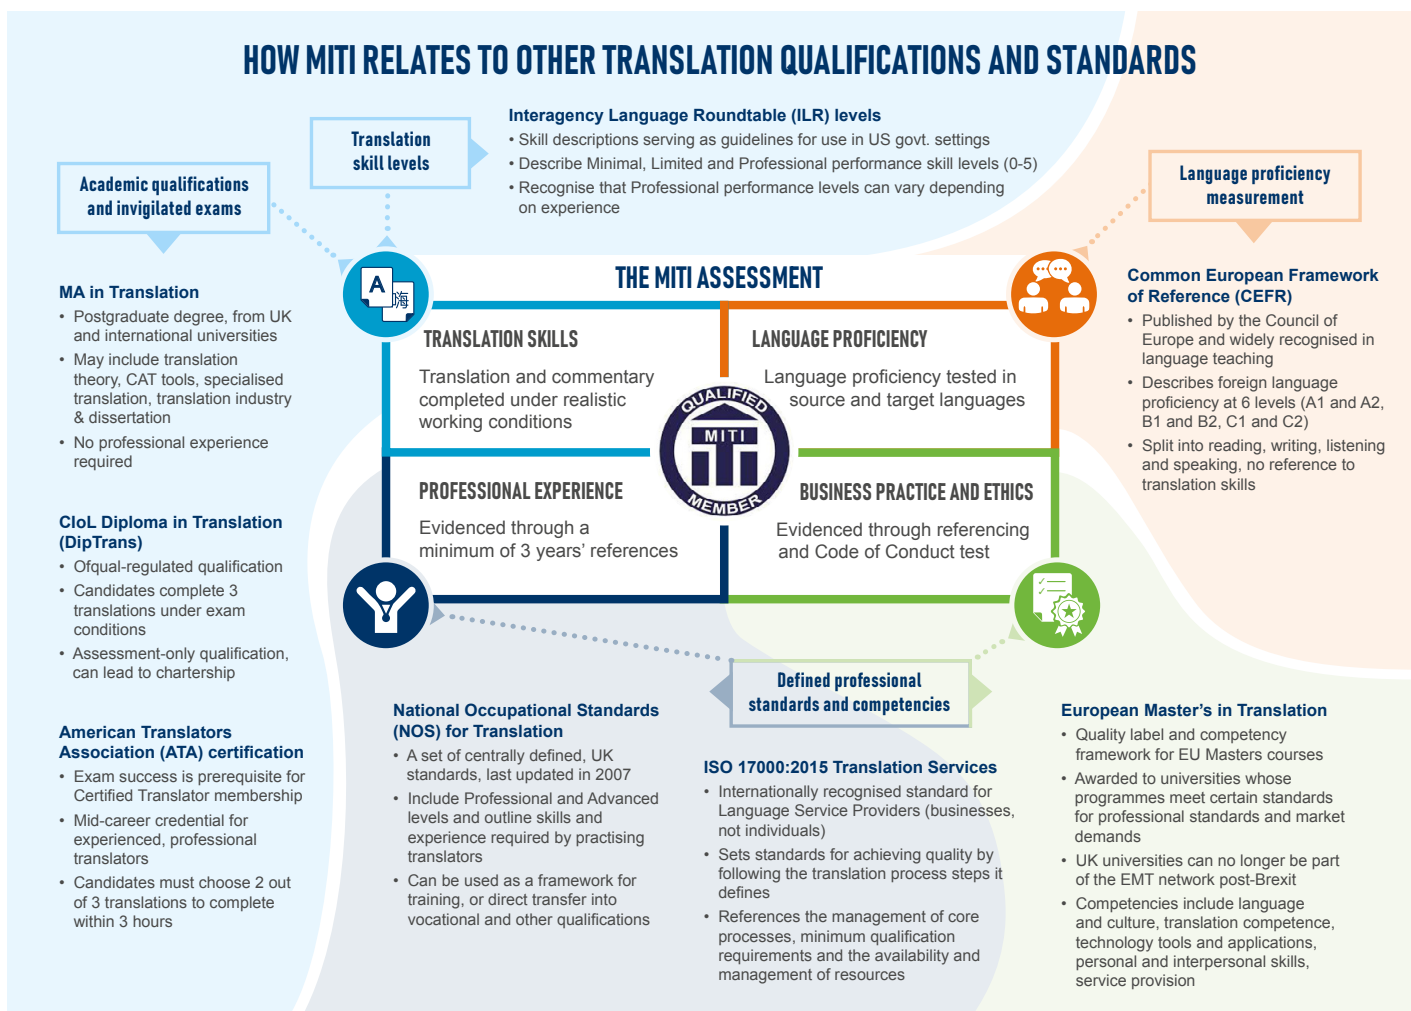 HOW MITI RELATES TO OTHER TRANSLATION QUALIFICATIONS AND STANDARDS
Translation
skill levels
Interagency Language Roundtable (ILR) levels
• Skill descriptions serving as guidelines for use in US govt. settings
• Describe Minimal, Limited and Professional performance skill levels (0-5)
• Recognise that Professional performance levels can vary depending
on experience
Academic qualifications
and invigilated exams
MA in Translation
• Postgraduate degree, from UK
and international universities
• May include translation
theory, CAT tools, specialised
translation, translation industry
& dissertation
• No professional experience
required
CIoL Diploma in Translation
(DipTrans)
• Ofqual-regulated qualification
• Candidates complete 3
translations under exam
conditions
• Assessment-only qualification,
can lead to chartership
American Translators
Association (ATA) certification
• Exam success is prerequisite for
Certified Translator membership
• Mid-career credential for
experienced, professional
translators
• Candidates must choose 2 out
of 3 translations to complete
within 3 hours
THE MITI ASSESSMENT
A
TRANSLATION SKILLS
Translation and commentary
completed under realistic
working conditions
LANGUAGE PROFICIENCY
Language proficiency tested in
source and target languages
QUALIFIED
MITI
MEMBER
PROFESSIONAL EXPERIENCE
Evidenced through a
minimum of 3 years' references
BUSINESS PRACTICE AND ETHICS
Evidenced through referencing
and Code of Conduct test
Language proficiency
measurement
Common European Framework
of Reference (CEFR)
• Published by the Council of
Europe and widely recognised in
language teaching
• Describes foreign language
proficiency at 6 levels (A1 and A2,
B1 and B2, C1 and C2)
• Split into reading, writing, listening
and speaking, no reference to
translation skills
Defined professional
standards and competencies
National Occupational Standards
(NOS) for Translation
• A set of centrally defined, UK
standards, last updated in 2007
• Include Professional and Advanced
levels and outline skills and
experience required by practising
translators
• Can be used as a framework for
training, or direct transfer into
vocational and other qualifications
ISO 17000:2015 Translation Services
• Internationally recognised standard for
Language Service Providers (businesses,
not individuals)
• Sets standards for achieving quality by
following the translation process steps it
defines
• References the management of core
processes, minimum qualification
requirements and the availability and
management of resources
European Master's in Translation
• Quality label and competency
framework for EU Masters courses
• Awarded to universities whose
programmes meet certain standards
for professional standards and market
demands
• UK universities can no longer be part
of the EMT network post-Brexit
• Competencies include language
and culture, translation competence,
technology tools and applications,
personal and interpersonal skills,
service provision